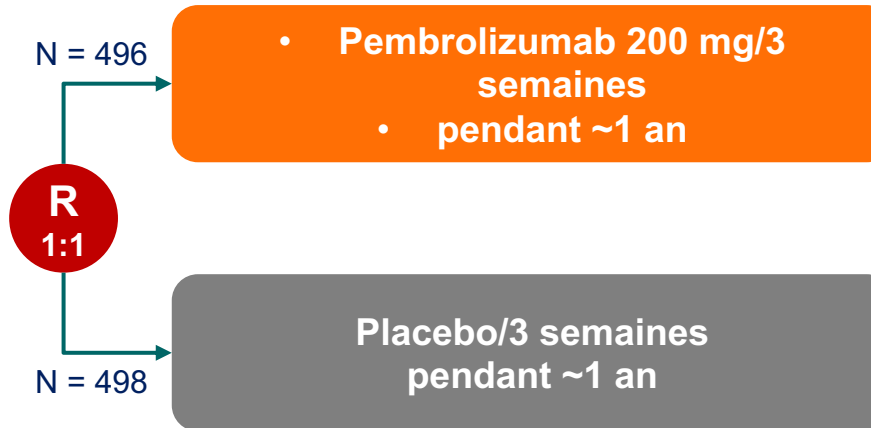 N = 496
• Pembrolizumab 200 mg/3
semaines
• pendant ~1 an
R
1:1
Placebo/3 semaines
pendant ~1 an
N = 498